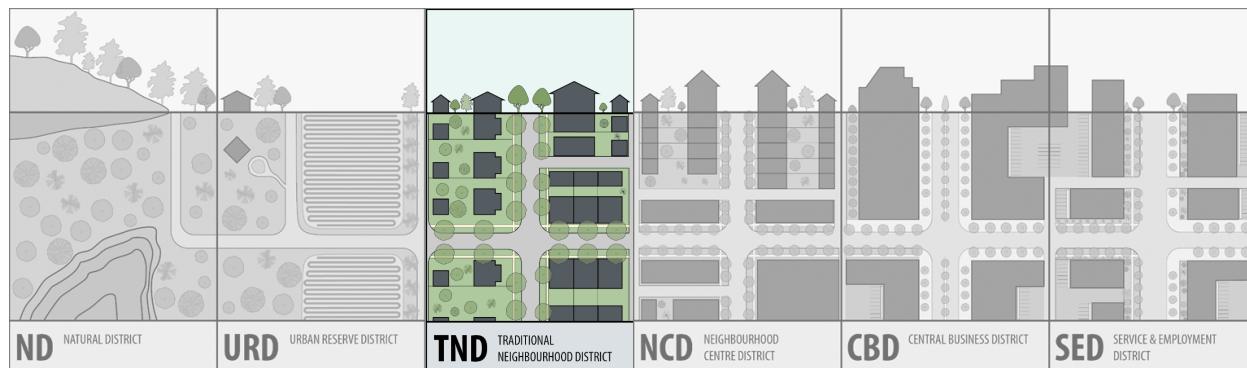 ND NATURAL DISTRICT
URD URBAN RESERVE DISTRICT
TND TRADITIONAL
NEIGHBOURHOOD DISTRICT
NCD NEIGHBOURHOOD
CENTRE DISTRICT
CBD CENTRAL BUSINESS DISTRICT
SED SERVICE & EMPLOYMENT
DISTRICT